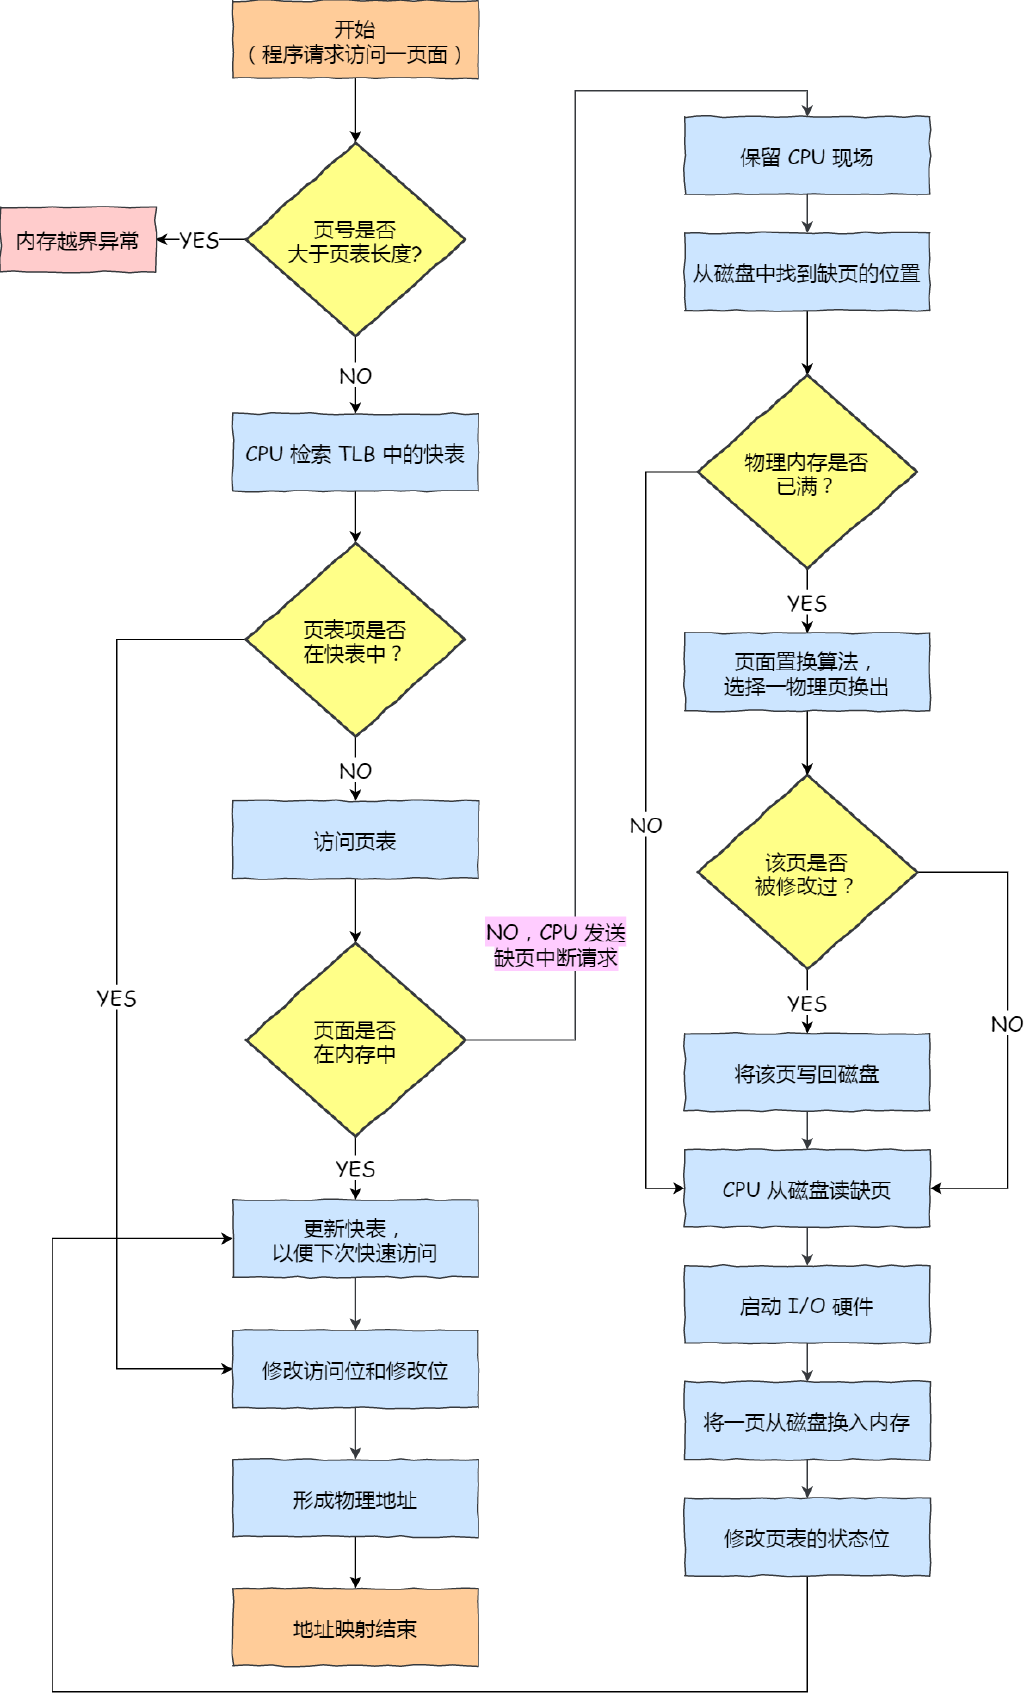 开始
（程序请求访问一页面）
页号是否
大于页表长度?
YES
内存越界异常
NO
CPU 检索 TLB 中的快表
页表项是否
在快表中？
YES
NO
访问页表
页面是否
在内存中
NO，CPU 发送
缺页中断请求
YES
更新快表，
以便下次快速访问
修改访问位和修改位
形成物理地址
地址映射结束
保留 CPU 现场
从磁盘中找到缺页的位置
物理内存是否
已满？
NO
YES
页面置换算法，
选择一物理页换出
该页是否
被修改过？
YES
NO
将该页写回磁盘
CPU 从磁盘读缺页
启动 I/O 硬件
将一页从磁盘换入内存
修改页表的状态位